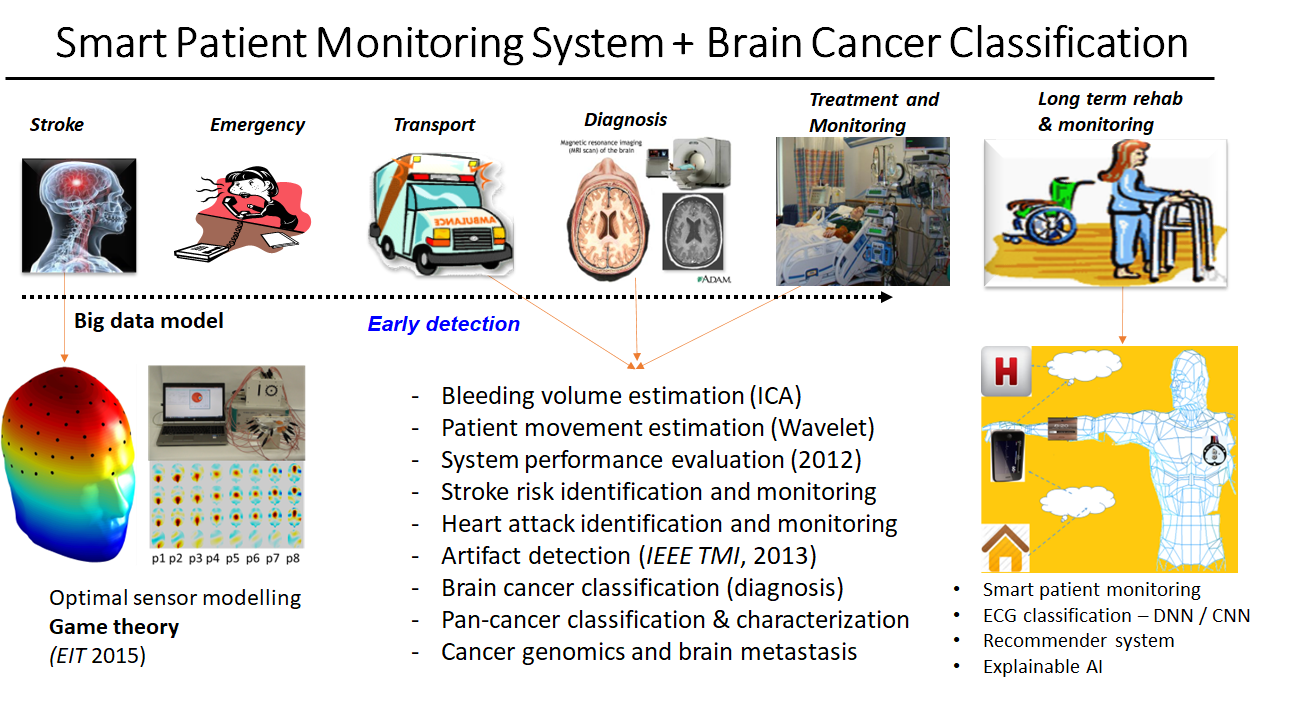 Smart Patient Monitoring System + Brain Cancer Classification
Stroke
Emergency
Transport
Diagnosis
Treatment and
Monitoring
Long term rehab
& monitoring
Magnetic resonance imaging
(MRI scan) of the brain
AMBULANCE
ADAM.
Big data model
Early detection
p1 p2 p3 p4 p5 p6 p7 p8
Optimal sensor modelling
Game theory
(EIT 2015)
- Bleeding volume estimation (ICA)
- Patient movement estimation (Wavelet)
- System performance evaluation (2012)
- Stroke risk identification and monitoring
- Heart attack identification and monitoring
- Artifact detection (IEEE TMI, 2013)
- Brain cancer classification (diagnosis)
- Pan-cancer classification & characterization
- Cancer genomics and brain metastasis
H
• Smart patient monitoring
• ECG classification – DNN / CNN
• Recommender system
• Explainable AI